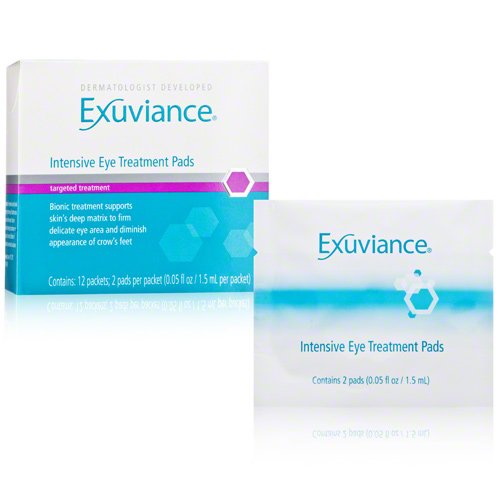 DERMATOLOGIST DEVELOPED
Exuviance®
Intensive Eye Treatment Pads
targeted treatment
Bionic treatment supports
skin's deep matrix to firm
delicate eye area and diminish
appearance of crow's feet
Contains: 12 packets; 2 pads per packet (0.05 fl oz / 1.5 mL per packet)
Exuviance®
Intensive Eye Treatment Pads
Contains 2 pads (0.05 fl oz / 1.5 mL)